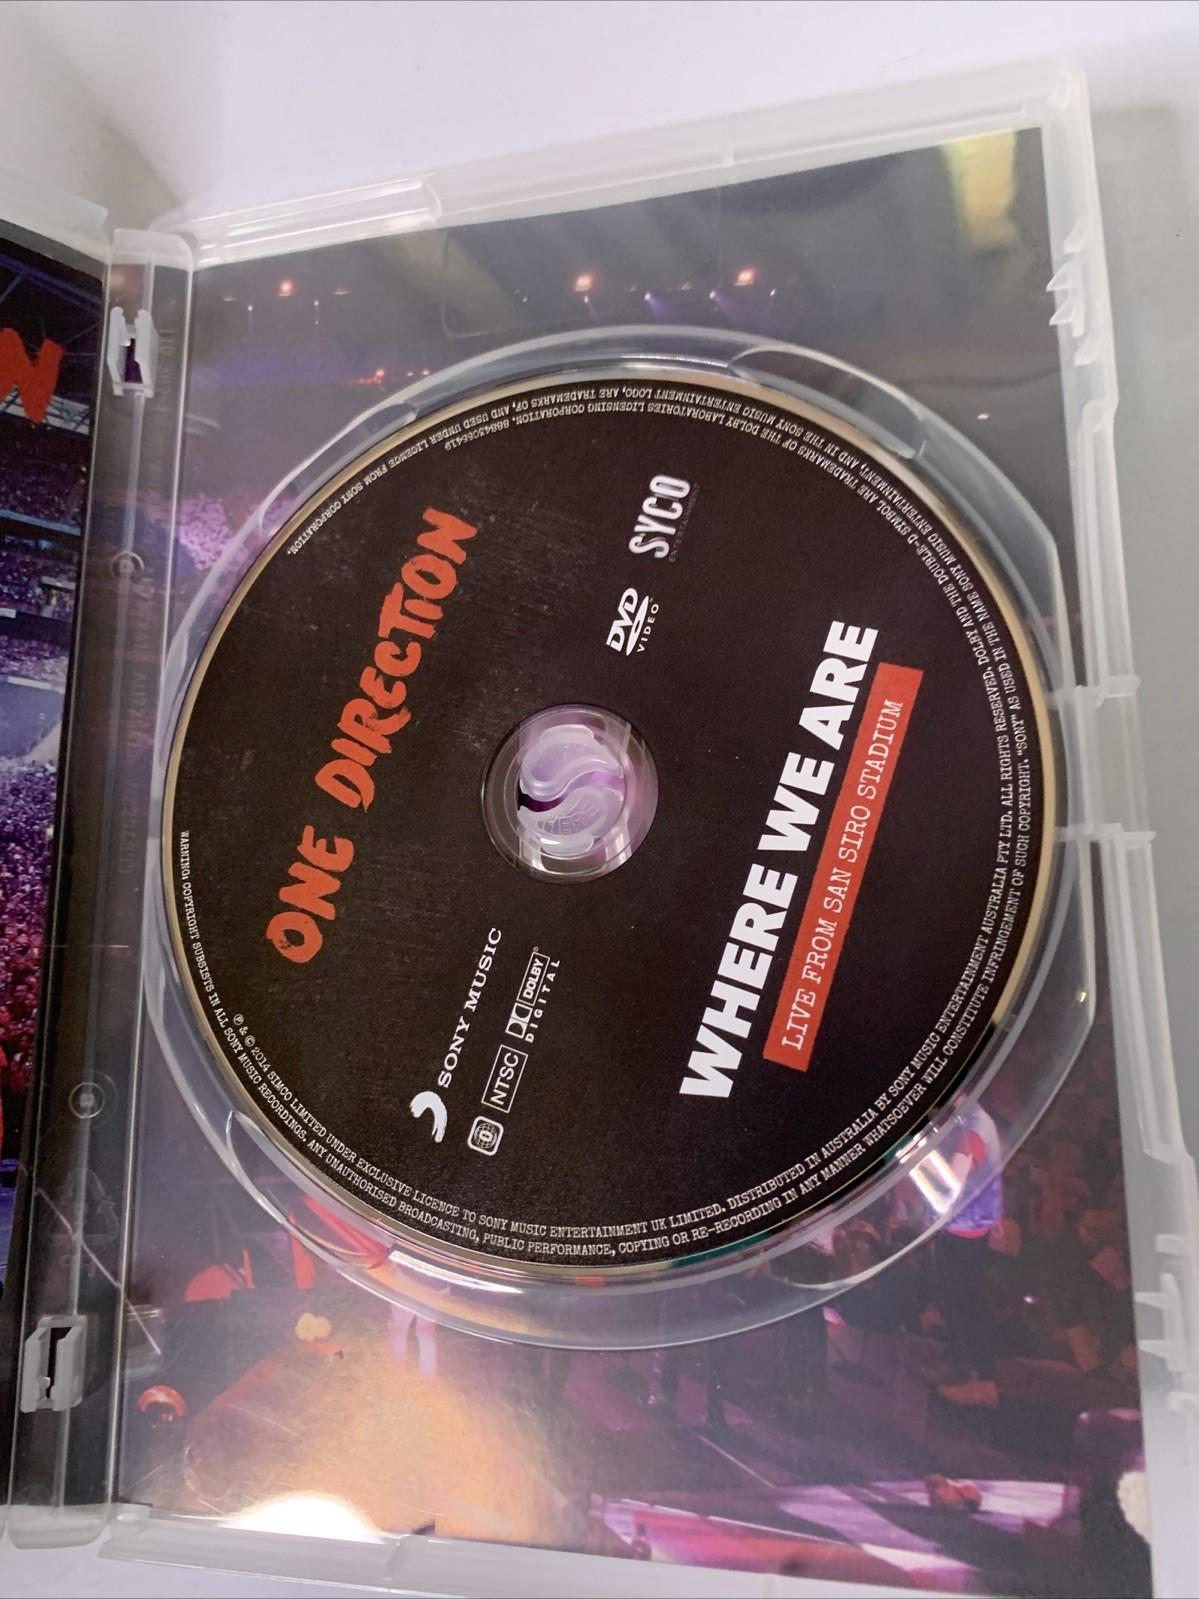 ONE DIRECTION
SYCO
ENTERTAINMENT
DVD
VIDEO
SONY MUSIC
0
NTSC
DOLBY
DIGITAL
WHERE WE ARE
LIVE FROM SAN SIRO STADIUM
℗ & © 2014 SIMCO LIMITED UNDER EXCLUSIVE LICENCE TO SONY MUSIC ENTERTAINMENT UK LIMITED. DISTRIBUTED IN AUSTRALIA BY SONY MUSIC ENTERTAINMENT AUSTRALIA PTY LTD. ALL RIGHTS RESERVED. DOLBY AND THE DOUBLE-D SYMBOL ARE TRADEMARKS OF THE DOLBY LABORATORIES LICENSING CORPORATION. 88843065419
WARNING: COPYRIGHT SUBSISTS IN ALL SONY MUSIC RECORDINGS, ANY UNAUTHORISED BROADCASTING, PUBLIC PERFORMANCE, COPYING OR RE-RECORDING IN ANY MANNER WHATSOEVER WILL CONSTITUTE INFRINGEMENT OF SUCH COPYRIGHT. "SONY" AS USED IN THE NAME SONY MUSIC ENTERTAINMENT, AND IN THE SONY MUSIC ENTERTAINMENT LOGO, ARE TRADEMARKS OF, AND USED UNDER LICENCE FROM SONY CORPORATION.
N